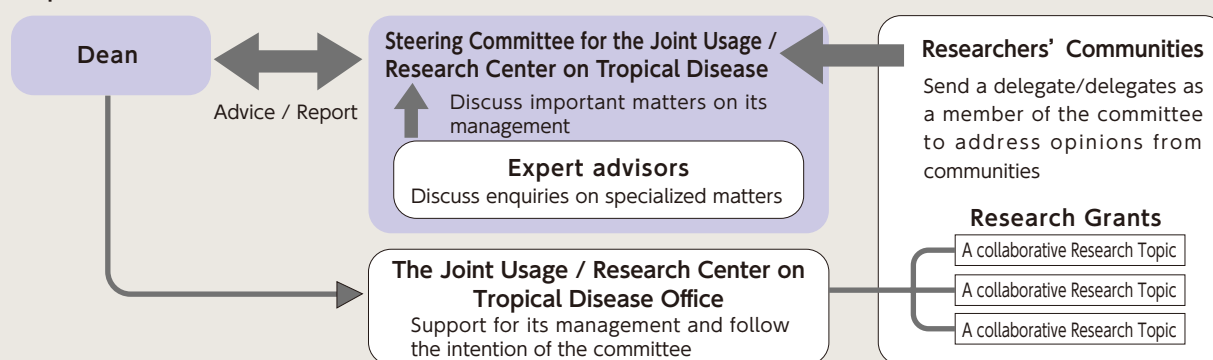 Dean
Advice / Report
Steering Committee for the Joint Usage /
Research Center on Tropical Disease
Discuss important matters on its
management
Expert advisors
Discuss enquiries on specialized matters
Researchers' Communities
Send a delegate/delegates as
a member of the committee
to address opinions from
communities
Research Grants
A collaborative Research Topic
A collaborative Research Topic
A collaborative Research Topic
The Joint Usage / Research Center on
Tropical Disease Office
Support for its management and follow
the intention of the committee